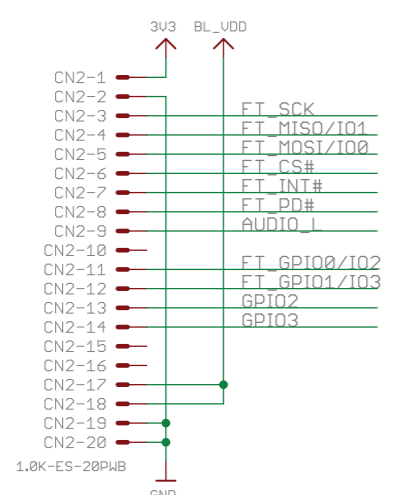 3V3 BL_VDD
CN2-1
CN2-2
CN2-3 FT_SCK
CN2-4 FT_MISO/IO1
CN2-5 FT_MOSI/IO0
CN2-6 FT_CS#
CN2-7 FT_INT#
CN2-8 FT_PD#
CN2-9 AUDIO_L
CN2-10
CN2-11 FT_GPIO0/IO2
CN2-12 FT_GPIO1/IO3
CN2-13 GPIO2
CN2-14 GPIO3
CN2-15
CN2-16
CN2-17
CN2-18
CN2-19
CN2-20
1.0K-ES-20PWB
GND